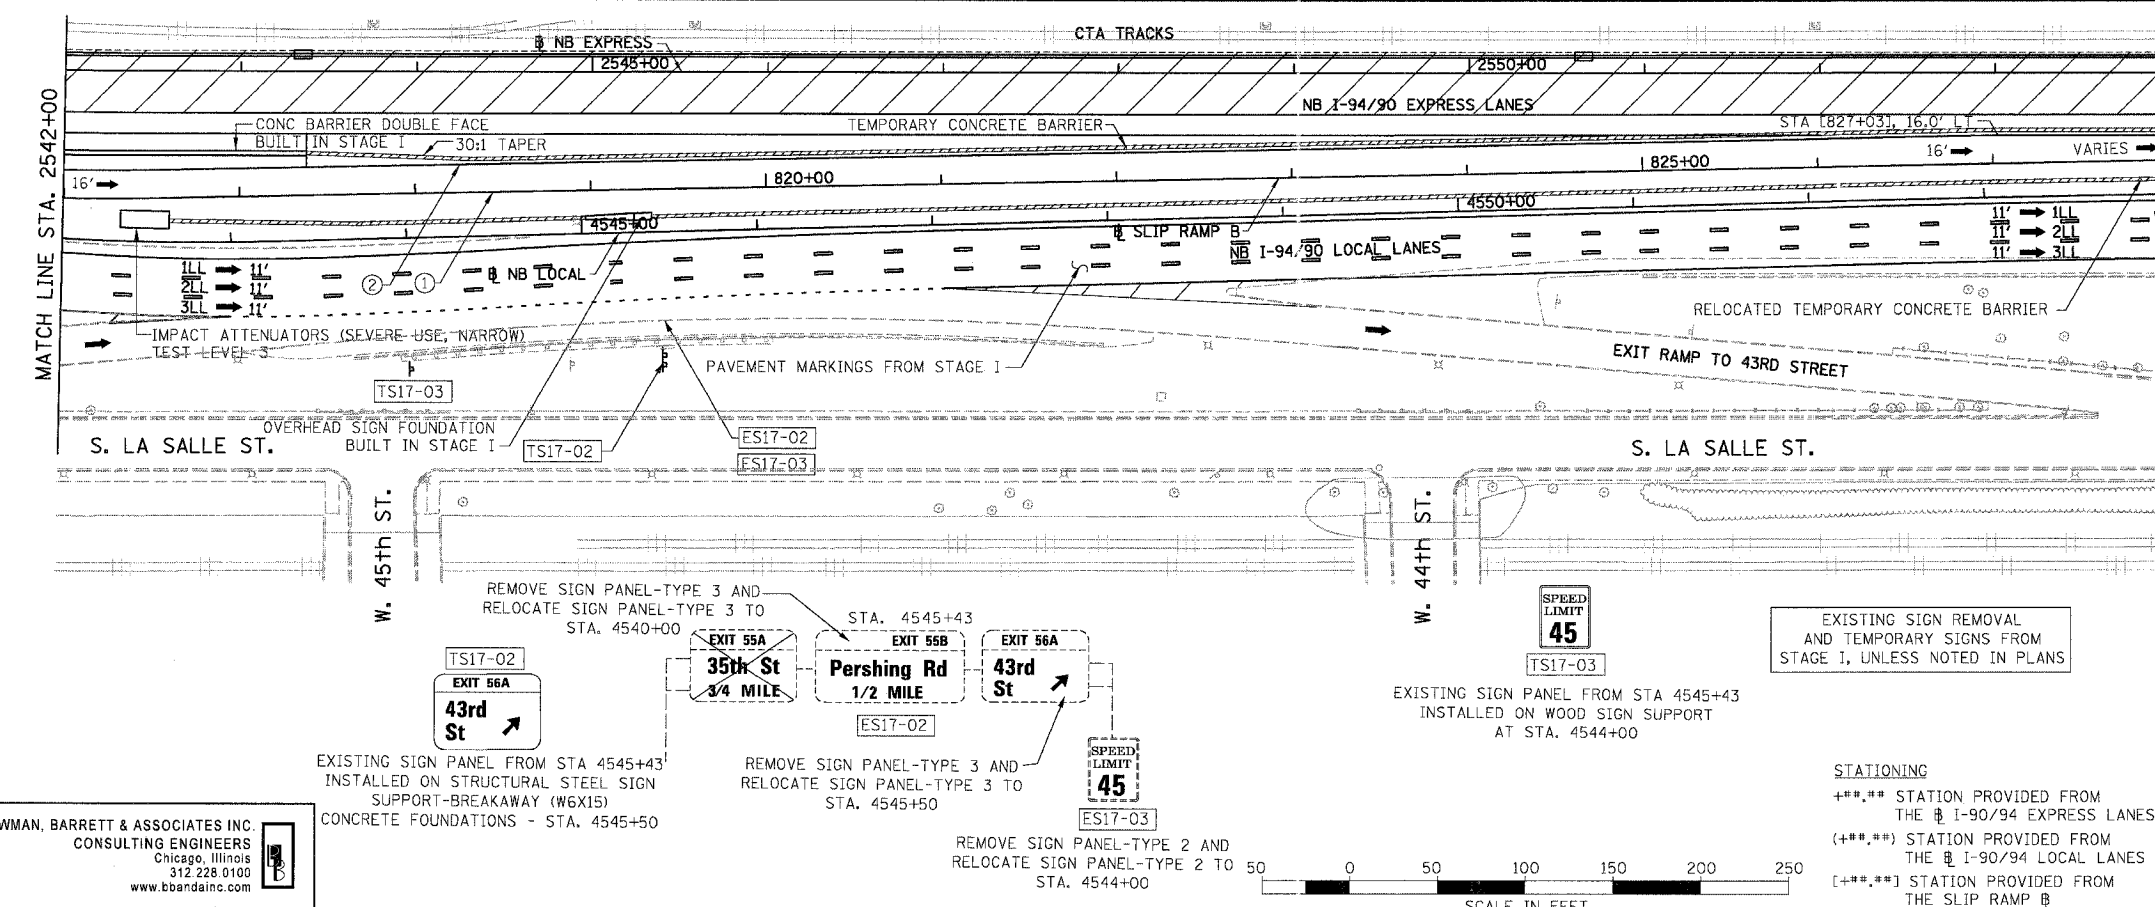 CTA TRACKS
℄ NB EXPRESS
2545+00
2550+00
NB I-94/90 EXPRESS LANES
MATCH LINE STA. 2542+00
CONC BARRIER DOUBLE FACE
BUILT IN STAGE I
30:1 TAPER
TEMPORARY CONCRETE BARRIER
STA [827+03], 16.0' LT
16'
VARIES
16'
820+00
825+00
4545+00
4550+00
℄ SLIP RAMP B
NB I-94/90 LOCAL LANES
11' 1LL
11' 2LL
11' 3LL
1LL 11'
2LL 11'
3LL 11'
2
1
℄ NB LOCAL
IMPACT ATTENUATORS (SEVERE USE, NARROW)
TEST LEVEL 3
PAVEMENT MARKINGS FROM STAGE I
RELOCATED TEMPORARY CONCRETE BARRIER
EXIT RAMP TO 43RD STREET
TS17-03
OVERHEAD SIGN FOUNDATION
BUILT IN STAGE I
TS17-02
ES17-02
ES17-03
S. LA SALLE ST.
S. LA SALLE ST.
W. 45th ST.
W. 44th ST.
REMOVE SIGN PANEL-TYPE 3 AND
RELOCATE SIGN PANEL-TYPE 3 TO
STA. 4540+00
STA. 4545+43
EXIT 55A
35th St
3/4 MILE
EXIT 55B
Pershing Rd
1/2 MILE
ES17-02
EXIT 56A
43rd
St
TS17-02
EXIT 56A
43rd
St
EXISTING SIGN PANEL FROM STA 4545+43
INSTALLED ON STRUCTURAL STEEL SIGN
SUPPORT-BREAKAWAY (W6X15)
CONCRETE FOUNDATIONS - STA. 4545+50
REMOVE SIGN PANEL-TYPE 3 AND
RELOCATE SIGN PANEL-TYPE 3 TO
STA. 4545+50
SPEED
LIMIT
45
ES17-03
REMOVE SIGN PANEL-TYPE 2 AND
RELOCATE SIGN PANEL-TYPE 2 TO
STA. 4544+00
SPEED
LIMIT
45
TS17-03
EXISTING SIGN PANEL FROM STA 4545+43
INSTALLED ON WOOD SIGN SUPPORT
AT STA. 4544+00
EXISTING SIGN REMOVAL
AND TEMPORARY SIGNS FROM
STAGE I, UNLESS NOTED IN PLANS
STATIONING
+##.## STATION PROVIDED FROM
THE ℄ I-90/94 EXPRESS LANES
(+##.##) STATION PROVIDED FROM
THE ℄ I-90/94 LOCAL LANES
[+##.##] STATION PROVIDED FROM
THE SLIP RAMP ℄
50 0 50 100 150 200 250
SCALE IN FEET
WMAN, BARRETT & ASSOCIATES INC.
CONSULTING ENGINEERS
Chicago, Illinois
312.228.0100
www.bbandainc.com